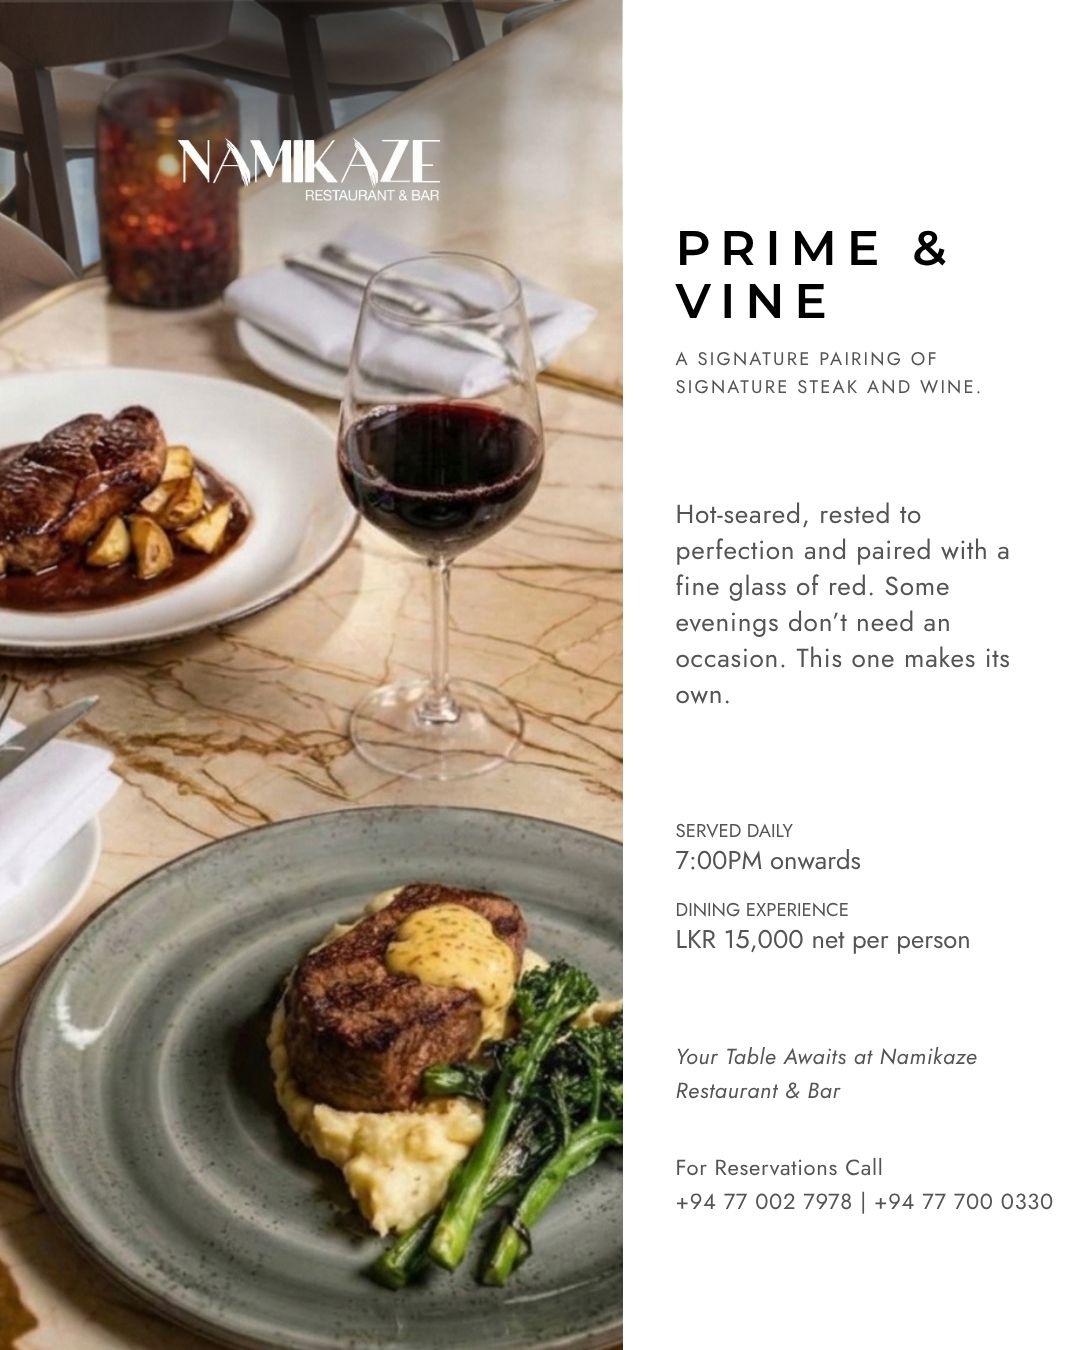 NAMIKAZE
RESTAURANT & BAR
PRIME &
VINE
A SIGNATURE PAIRING OF
SIGNATURE STEAK AND WINE.
Hot-seared, rested to
perfection and paired with a
fine glass of red. Some
evenings don’t need an
occasion. This one makes its
own.
SERVED DAILY
7:00PM onwards
DINING EXPERIENCE
LKR 15,000 net per person
Your Table Awaits at Namikaze
Restaurant & Bar
For Reservations Call
+94 77 002 7978 | +94 77 700 0330